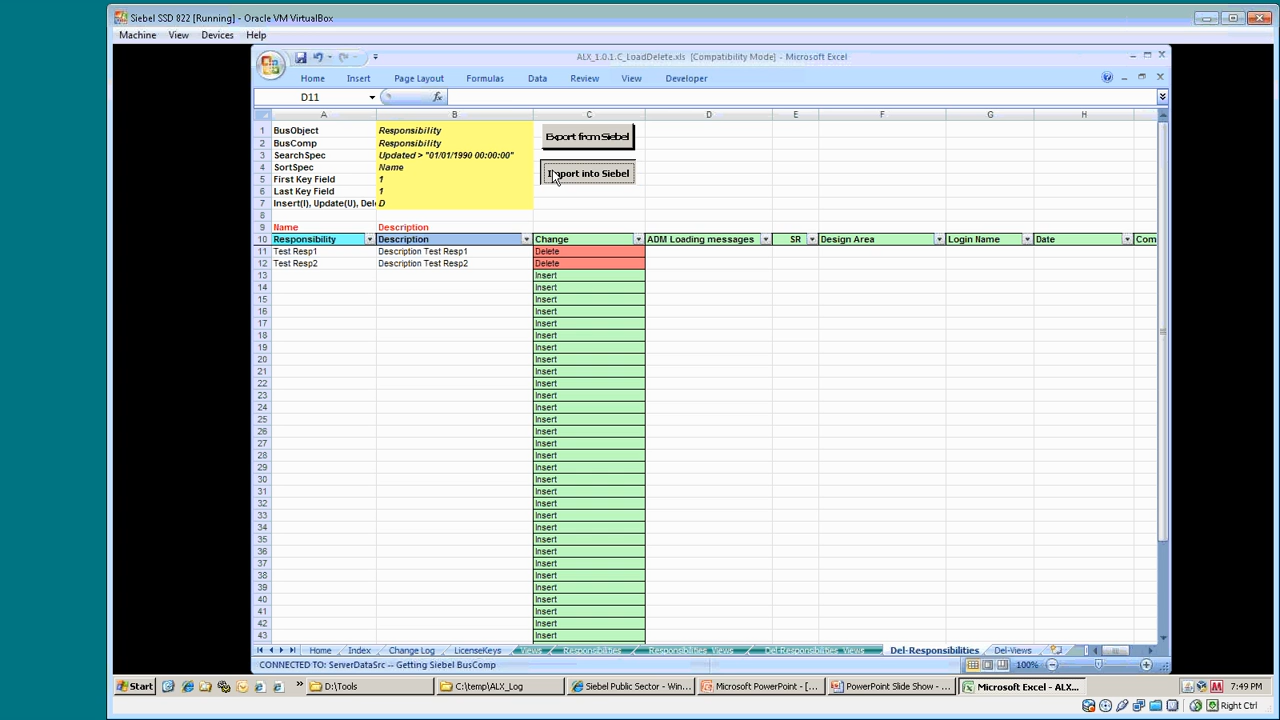 Siebel SSD 822 [Running] - Oracle VM VirtualBox
Machine View Devices Help
ALX_1.0.1.C_LoadDelete.xls [Compatibility Mode] - Microsoft Excel
Home Insert Page Layout Formulas Data Review View Developer
D11 fx
A B C D E F G H
1 BusObject Responsibility Export from Siebel
2 BusComp Responsibility
3 SearchSpec Updated > "01/01/1990 00:00:00"
4 SortSpec Name Import into Siebel
5 First Key Field 1
6 Last Key Field 1
7 Insert(I), Update(U), Dele D
8
9 Name Description
10 Responsibility Description Change ADM Loading messages SR Design Area Login Name Date Com
11 Test Resp1 Description Test Resp1 Delete
12 Test Resp2 Description Test Resp2 Delete
13 Insert
14 Insert
15 Insert
16 Insert
17 Insert
18 Insert
19 Insert
20 Insert
21 Insert
22 Insert
23 Insert
24 Insert
25 Insert
26 Insert
27 Insert
28 Insert
29 Insert
30 Insert
31 Insert
32 Insert
33 Insert
34 Insert
35 Insert
36 Insert
37 Insert
38 Insert
39 Insert
40 Insert
41 Insert
42 Insert
43 Insert
Home Index Change Log LicenseKeys Views Responsibilities Responsibilities_Views Del-Responsibilities_Views Del-Responsibilities Del-Views
CONNECTED TO: ServerDataSrc -- Getting Siebel BusComp 100%
Start D:\Tools C:\temp\ALX_Log Siebel Public Sector - Win... Microsoft PowerPoint - [... PowerPoint Slide Show - ... Microsoft Excel - ALX... 7:49 PM
Right Ctrl